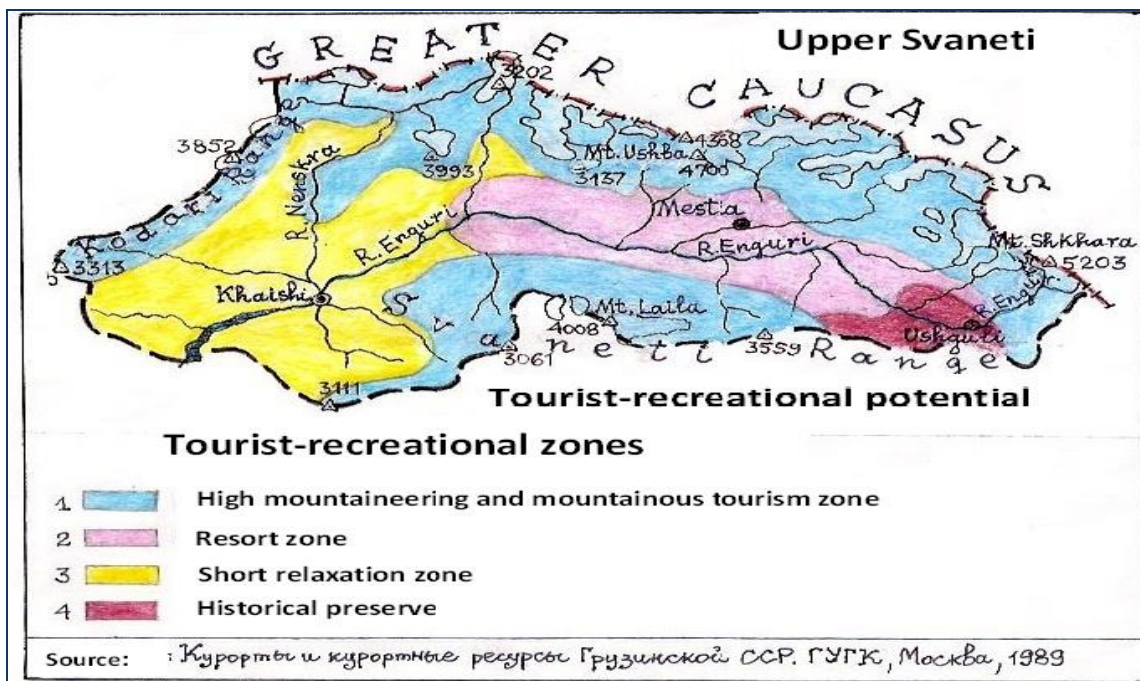 Upper Svaneti
GREATER CAUCASUS
3202
Kodari Range
3852
3993
Mt. Ushba
4368
4700
3137
R. Nenskra
R. Enguri
Mestia
R. Enguri
Mt. Shkhara
5203
3313
Khaishi
R. Enguri
Mt. Laila
4008
Ushguli
Svaneti Range
3061
3559
3111
Tourist-recreational potential
Tourist-recreational zones
1 High mountaineering and mountainous tourism zone
2 Resort zone
3 Short relaxation zone
4 Historical preserve
Source: : Курорты и курортные ресурсы Грузинской ССР. ГУГК, Москва, 1989